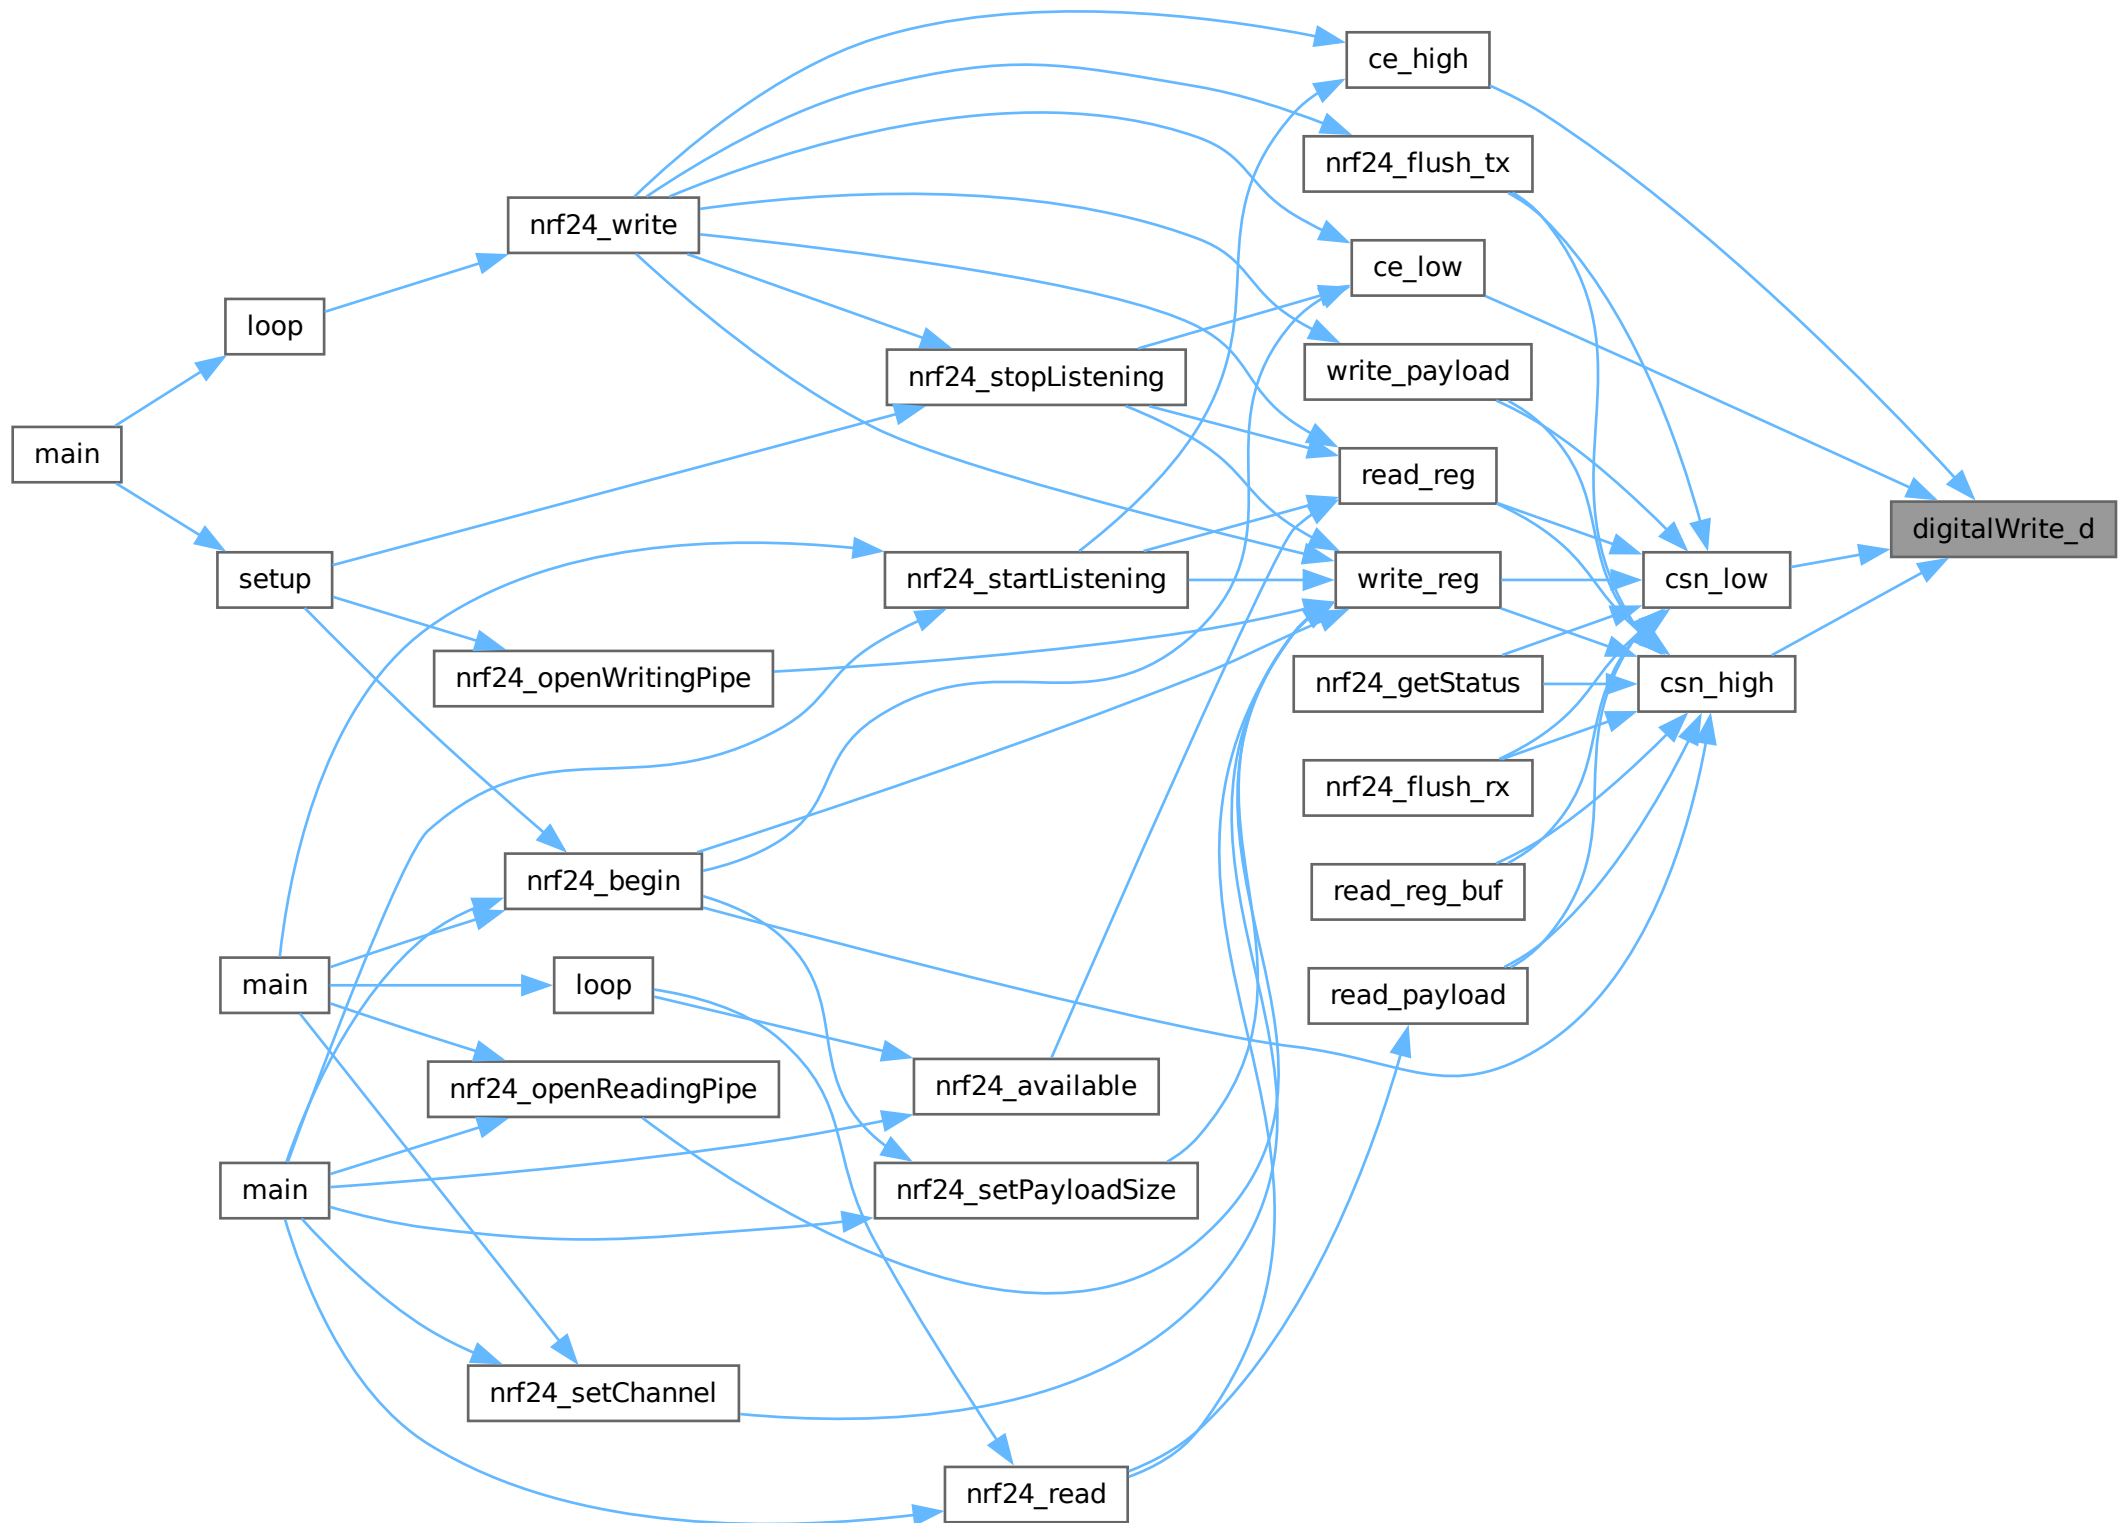 ce_high
nrf24_flush_tx
nrf24_write
ce_low
loop
write_payload
nrf24_stopListening
main
read_reg
digitalWrite_d
setup
nrf24_startListening
write_reg
csn_low
nrf24_openWritingPipe
nrf24_getStatus
csn_high
nrf24_flush_rx
nrf24_begin
read_reg_buf
main
loop
read_payload
nrf24_openReadingPipe
nrf24_available
main
nrf24_setPayloadSize
nrf24_setChannel
nrf24_read